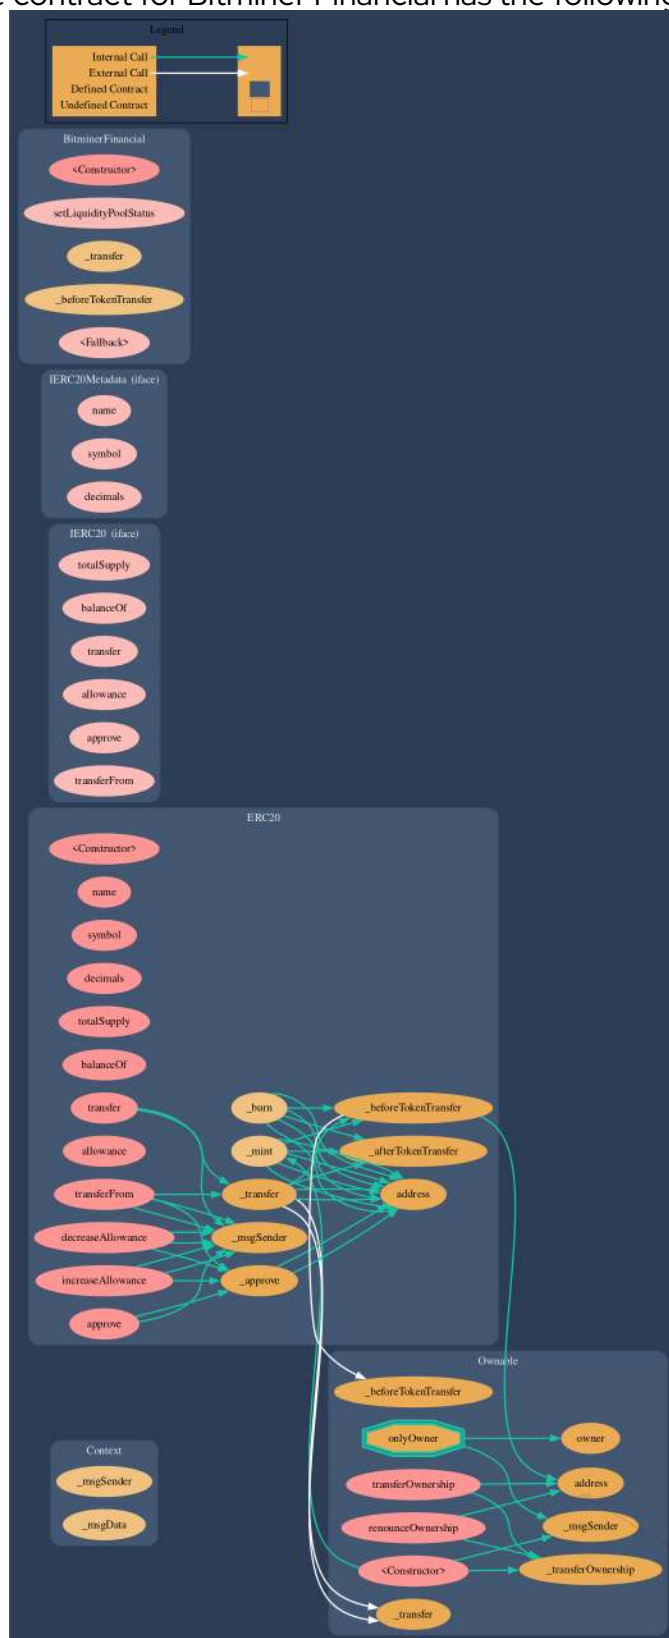 contract for Bitminer Financial has the following
Legend
Internal Call
External Call
Defined Contract
Undefined Contract
BitminerFinancial
<Constructor>
setLiquidityPoolStatus
_transfer
_beforeTokenTransfer
<Fallback>
IERC20Metadata (iface)
name
symbol
decimals
IERC20 (iface)
totalSupply
balanceOf
transfer
allowance
approve
transferFrom
ERC20
<Constructor>
name
symbol
decimals
totalSupply
balanceOf
transfer
_burn
_beforeTokenTransfer
allowance
_mint
_afterTokenTransfer
transferFrom
_transfer
address
decreaseAllowance
_msgSender
increaseAllowance
_approve
approve
Ownable
_beforeTokenTransfer
onlyOwner
owner
Context
_msgSender
_msgData
transferOwnership
address
renounceOwnership
_msgSender
<Constructor>
_transferOwnership
_transfer